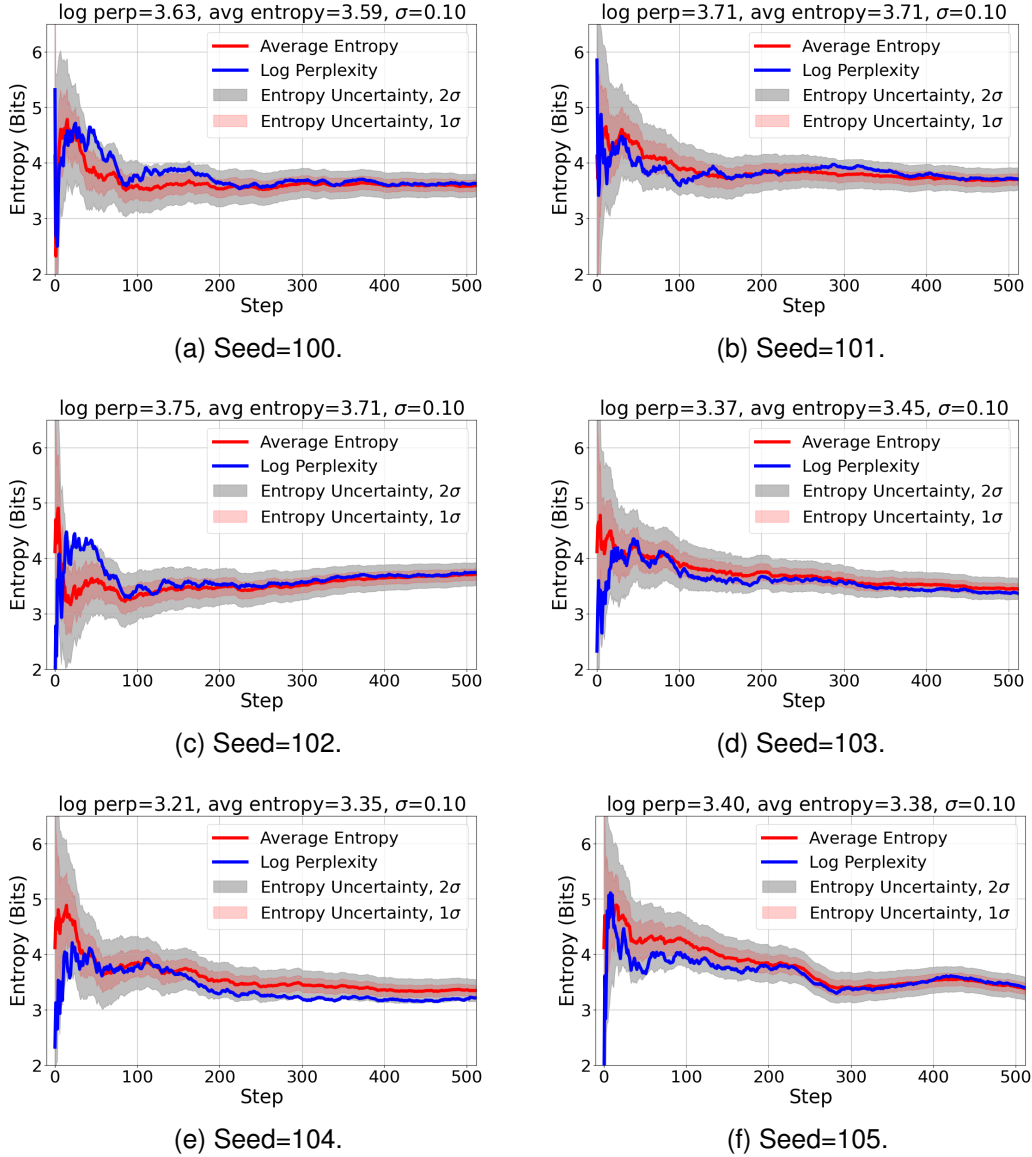 log perp=3.63, avg entropy=3.59, σ=0.10
6
5
4
3
2
Entropy (Bits)
Average Entropy
Log Perplexity
Entropy Uncertainty, 2σ
Entropy Uncertainty, 1σ
0 100 200 300 400 500
Step
(a) Seed=100.
log perp=3.71, avg entropy=3.71, σ=0.10
6
5
4
3
2
Entropy (Bits)
Average Entropy
Log Perplexity
Entropy Uncertainty, 2σ
Entropy Uncertainty, 1σ
0 100 200 300 400 500
Step
(b) Seed=101.
log perp=3.75, avg entropy=3.71, σ=0.10
6
5
4
3
2
Entropy (Bits)
Average Entropy
Log Perplexity
Entropy Uncertainty, 2σ
Entropy Uncertainty, 1σ
0 100 200 300 400 500
Step
(c) Seed=102.
log perp=3.37, avg entropy=3.45, σ=0.10
6
5
4
3
2
Entropy (Bits)
Average Entropy
Log Perplexity
Entropy Uncertainty, 2σ
Entropy Uncertainty, 1σ
0 100 200 300 400 500
Step
(d) Seed=103.
log perp=3.21, avg entropy=3.35, σ=0.10
6
5
4
3
2
Entropy (Bits)
Average Entropy
Log Perplexity
Entropy Uncertainty, 2σ
Entropy Uncertainty, 1σ
0 100 200 300 400 500
Step
(e) Seed=104.
log perp=3.40, avg entropy=3.38, σ=0.10
6
5
4
3
2
Entropy (Bits)
Average Entropy
Log Perplexity
Entropy Uncertainty, 2σ
Entropy Uncertainty, 1σ
0 100 200 300 400 500
Step
(f) Seed=105.